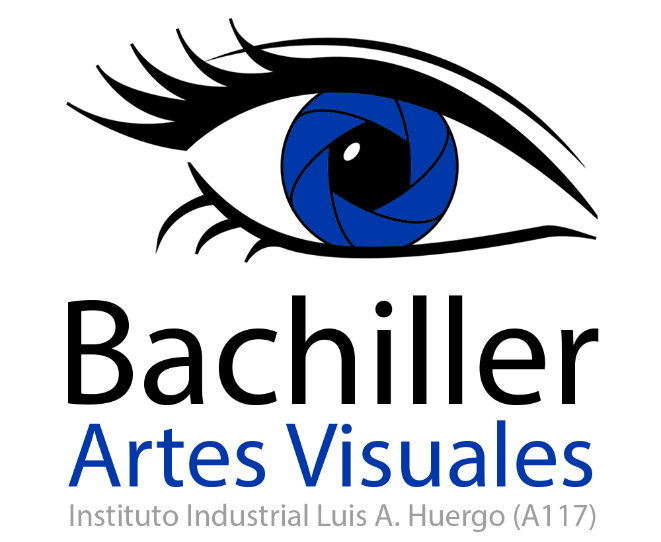 Bachiller
Artes Visuales
Instituto Industrial Luis A. Huergo (A117)